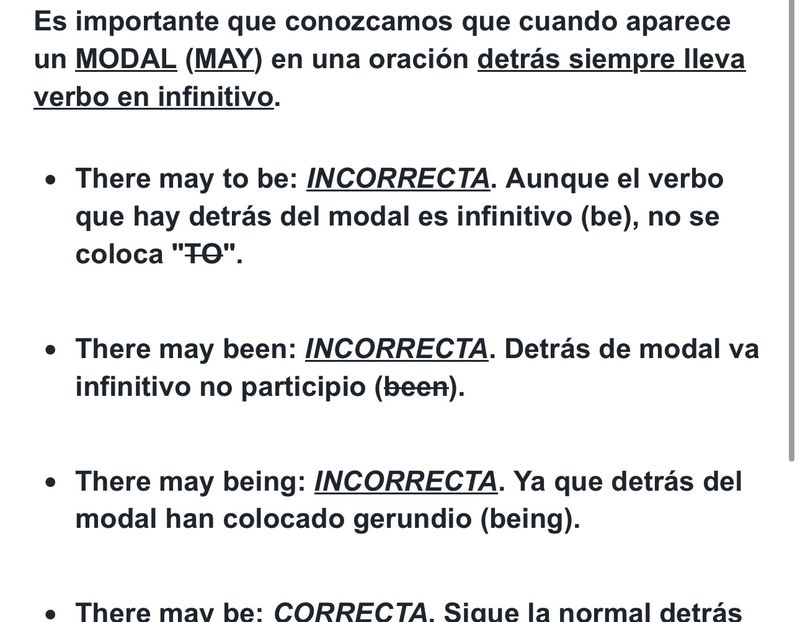 Es importante que conozcamos que cuando aparece
un MODAL (MAY) en una oración detrás siempre lleva
verbo en infinitivo.
• There may to be: INCORRECTA. Aunque el verbo
que hay detrás del modal es infinitivo (be), no se
coloca "TO".
• There may been: INCORRECTA. Detrás de modal va
infinitivo no participio (been).
• There may being: INCORRECTA. Ya que detrás del
modal han colocado gerundio (being).
• There may be: CORRECTA. Sigue la normal detrás